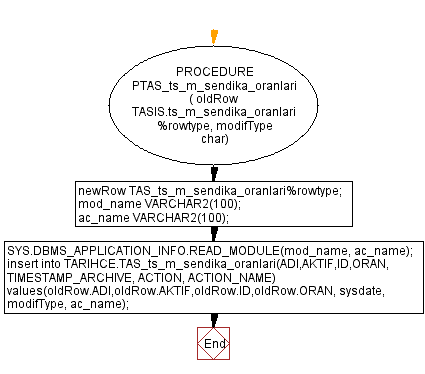 PROCEDURE
PTAS_ts_m_sendika_oranlari
( oldRow
TASIS.ts_m_sendika_oranlari
%rowtype, modifType
char)
newRow TAS_ts_m_sendika_oranlari%rowtype;
mod_name VARCHAR2(100);
ac_name VARCHAR2(100);
SYS.DBMS_APPLICATION_INFO.READ_MODULE(mod_name, ac_name);
insert into TARIHCE.TAS_ts_m_sendika_oranlari(ADI,AKTIF,ID,ORAN,
TIMESTAMP_ARCHIVE, ACTION, ACTION_NAME)
values(oldRow.ADI,oldRow.AKTIF,oldRow.ID,oldRow.ORAN, sysdate,
modifType, ac_name);
End